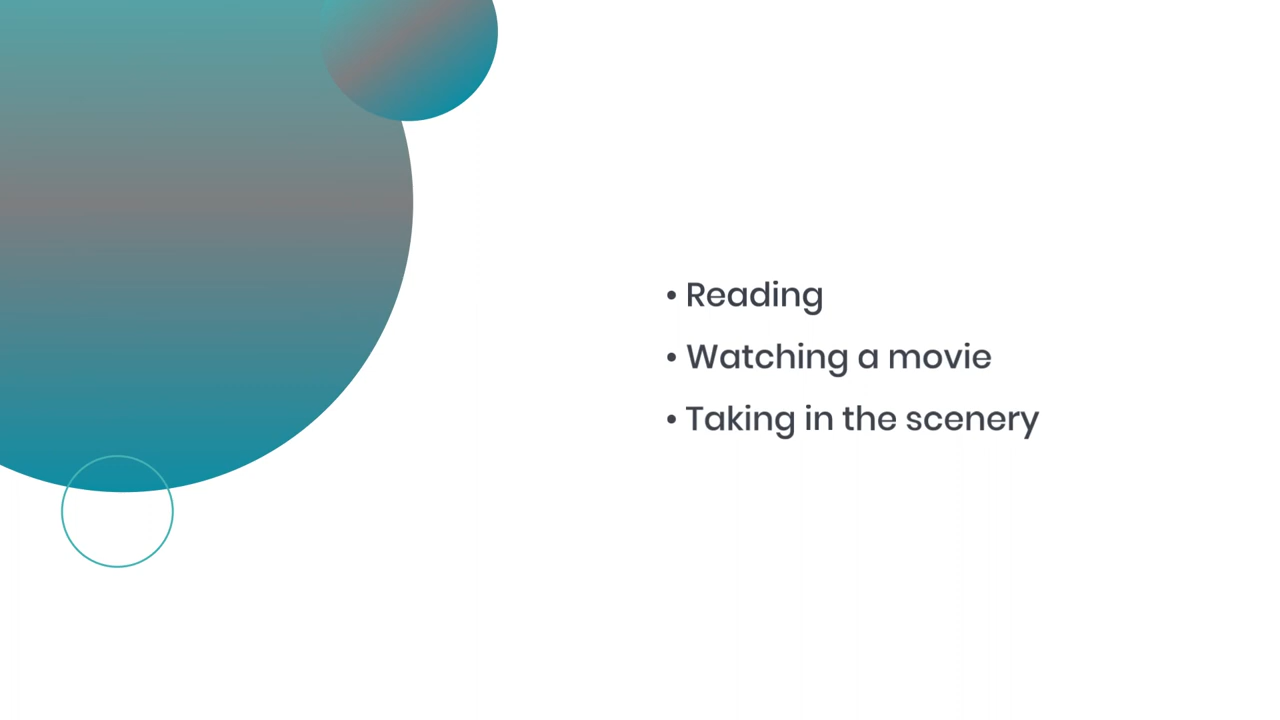 • Reading
• Watching a movie
• Taking in the scenery